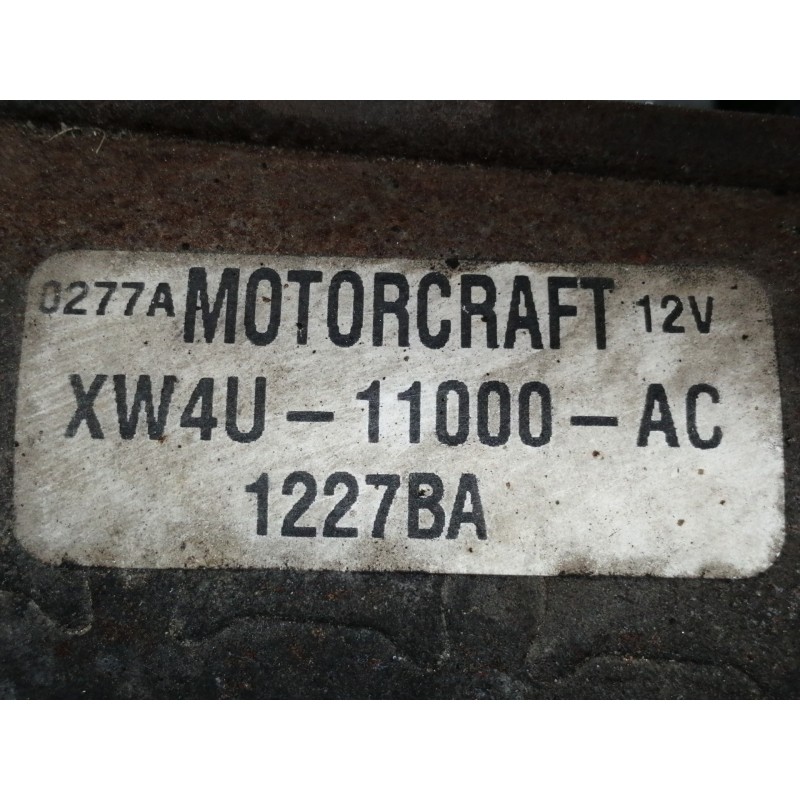 0277A MOTORCRAFT 12V
XW4U-11000-AC
1227BA